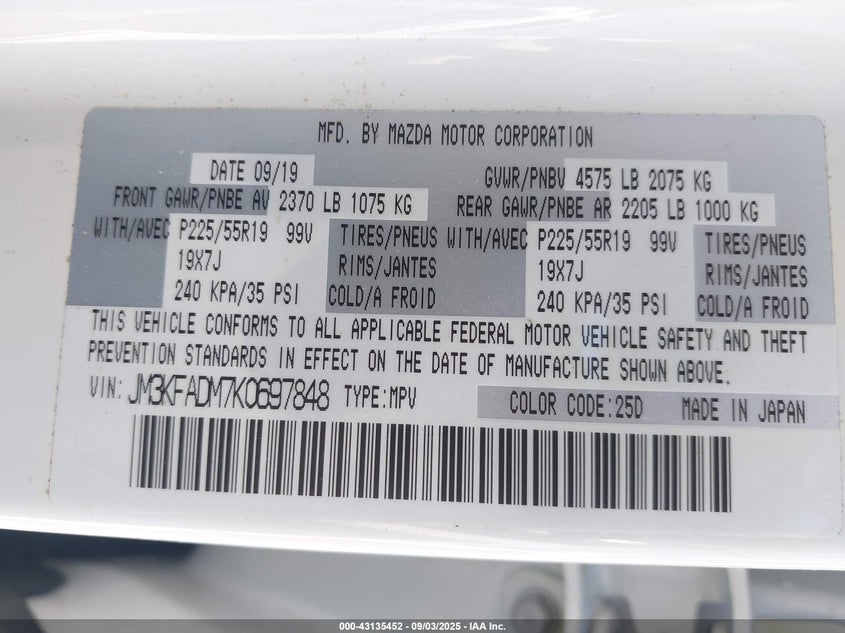 MFD. BY MAZDA MOTOR CORPORATION
DATE 09/19 GVWR/PNBV 4575 LB 2075 KG
FRONT GAWR/PNBE AV 2370 LB 1075 KG REAR GAWR/PNBE AR 2205 LB 1000 KG
WITH/AVEC P225/55R19 99V TIRES/PNEUS WITH/AVEC P225/55R19 99V TIRES/PNEUS
19X7J RIMS/JANTES 19X7J RIMS/JANTES
240 KPA/35 PSI COLD/A FROID 240 KPA/35 PSI COLD/A FROID
THIS VEHICLE CONFORMS TO ALL APPLICABLE FEDERAL MOTOR VEHICLE SAFETY AND THEFT
PREVENTION STANDARDS IN EFFECT ON THE DATE OF MANUFACTURE SHOWN ABOVE.
VIN: JM3KFADM7K0697848 TYPE:MPV COLOR CODE:25D MADE IN JAPAN
000-43135452 - 09/03/2025 - IAA Inc.